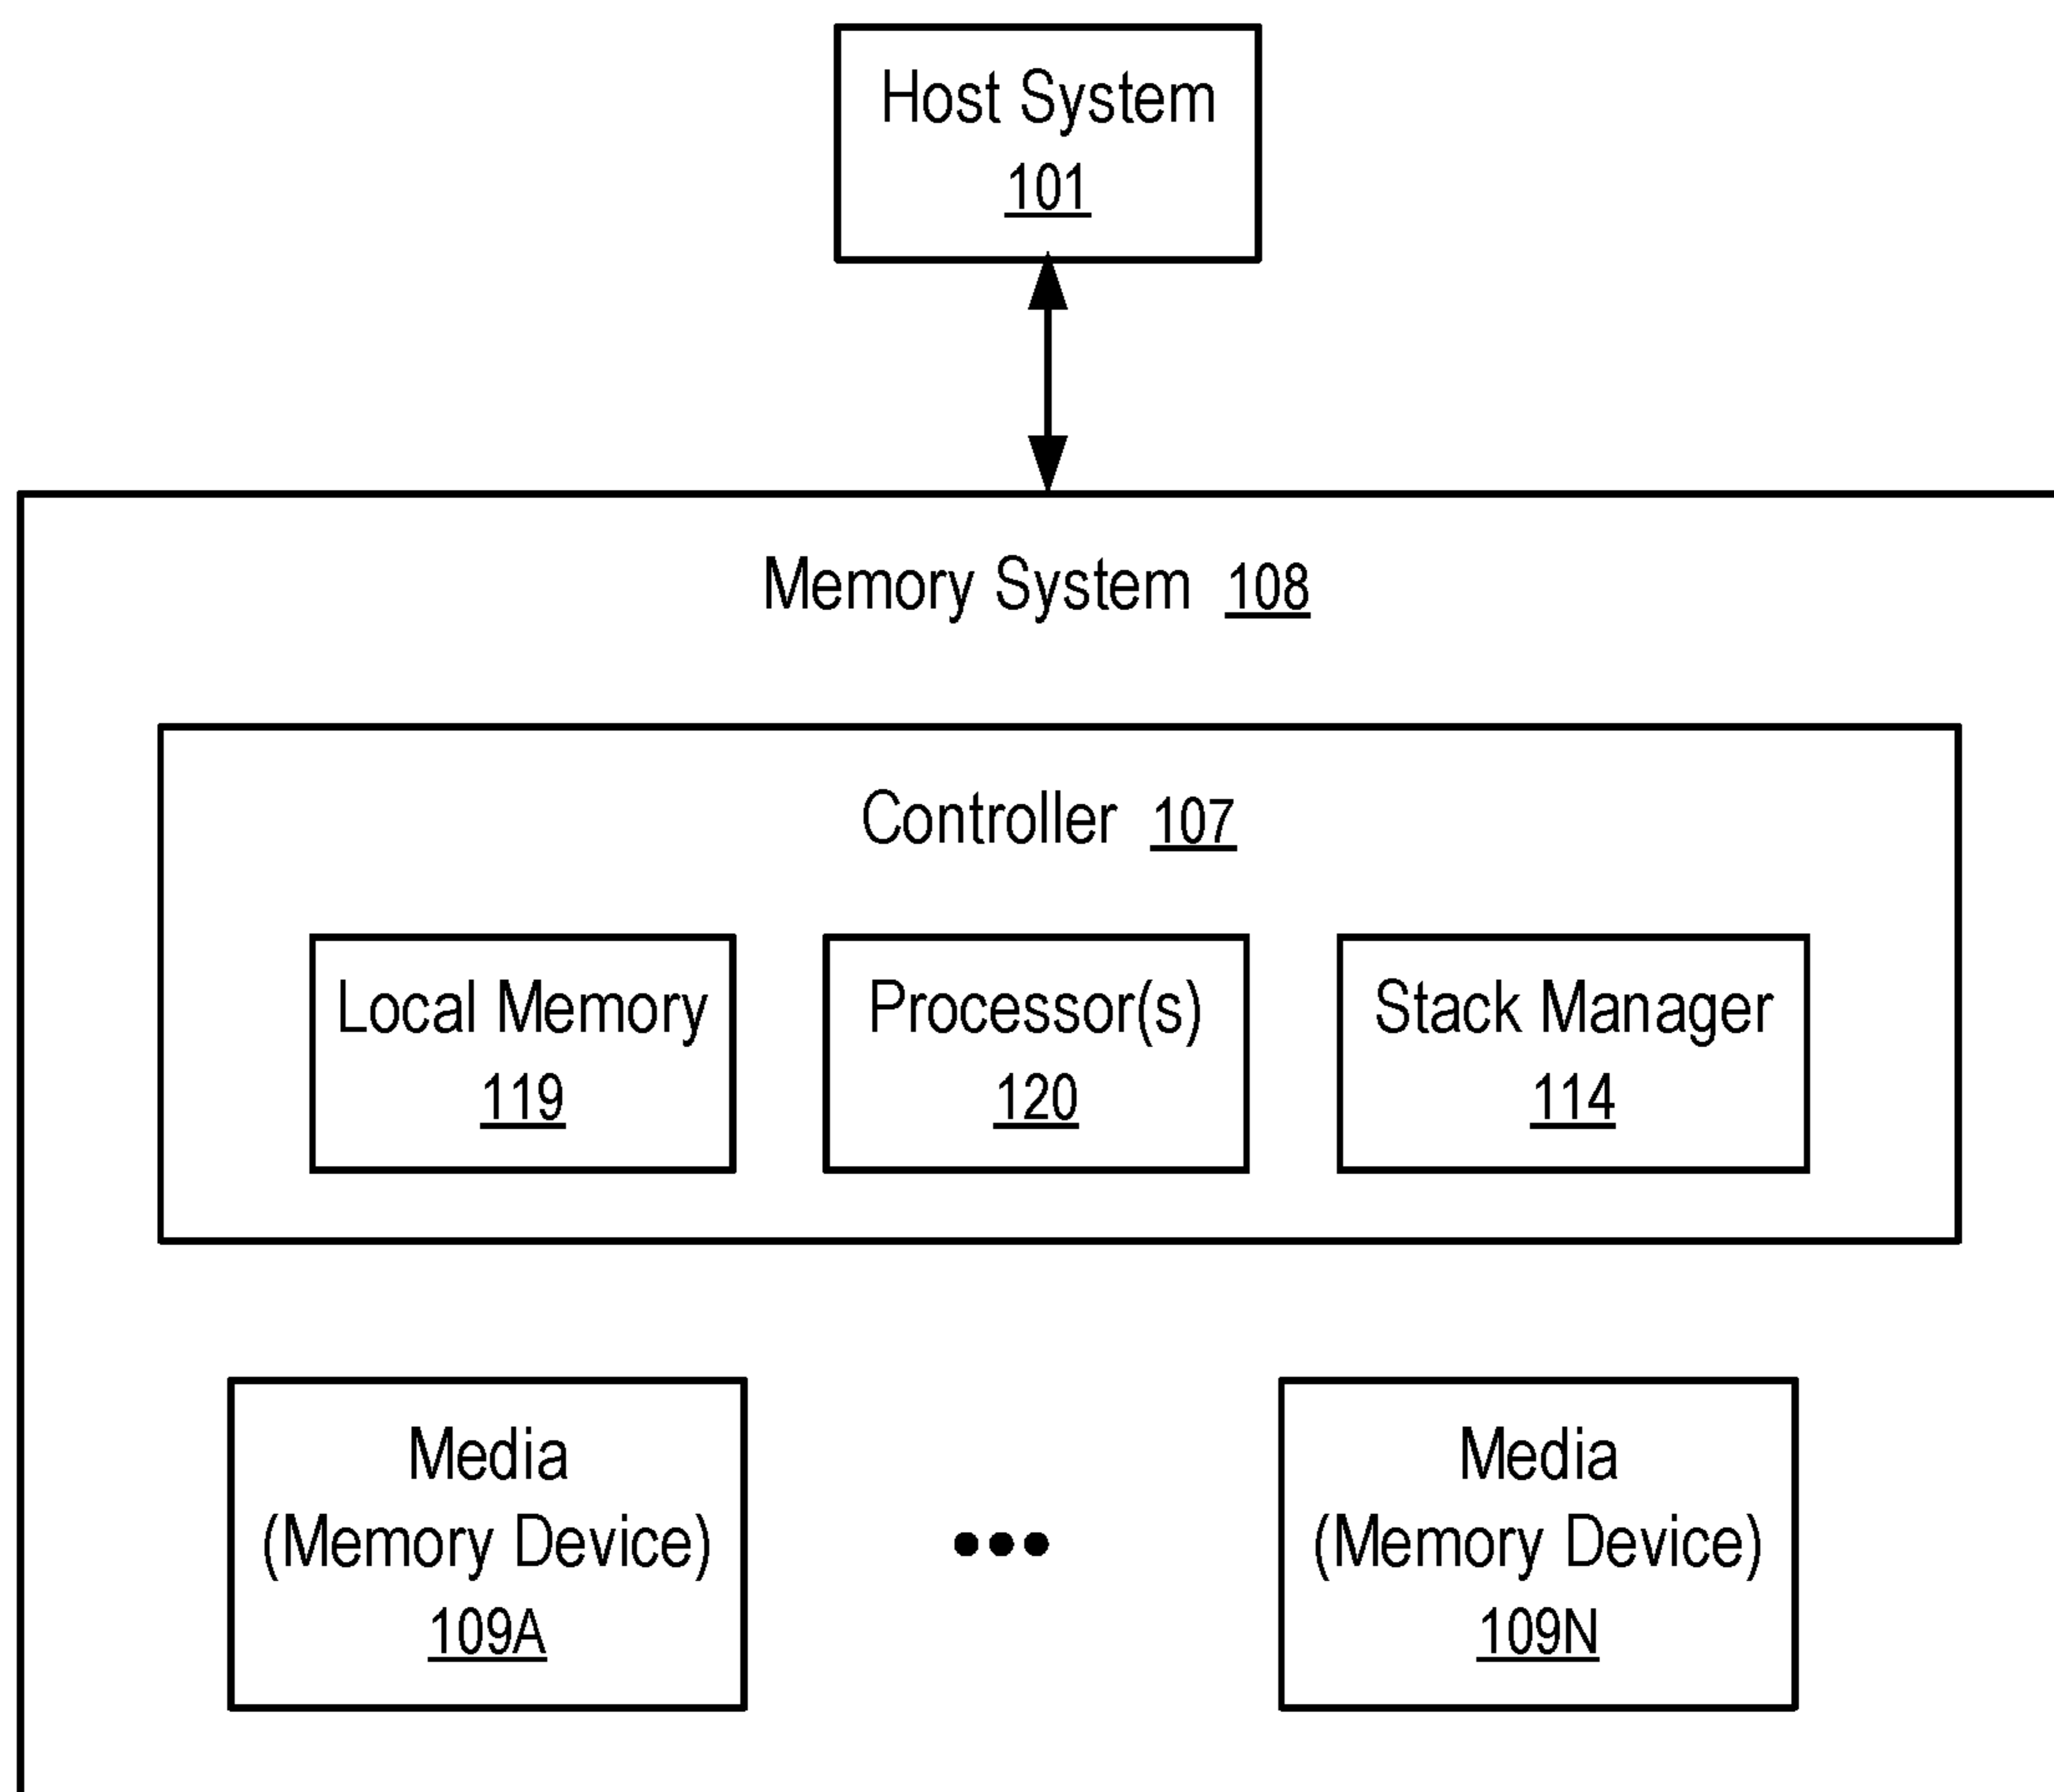 Host System
101
Memory System 108
Controller 107
Local Memory
119
Processor(s)
120
Stack Manager
114
Media
(Memory Device)
109A
Media
(Memory Device)
109N